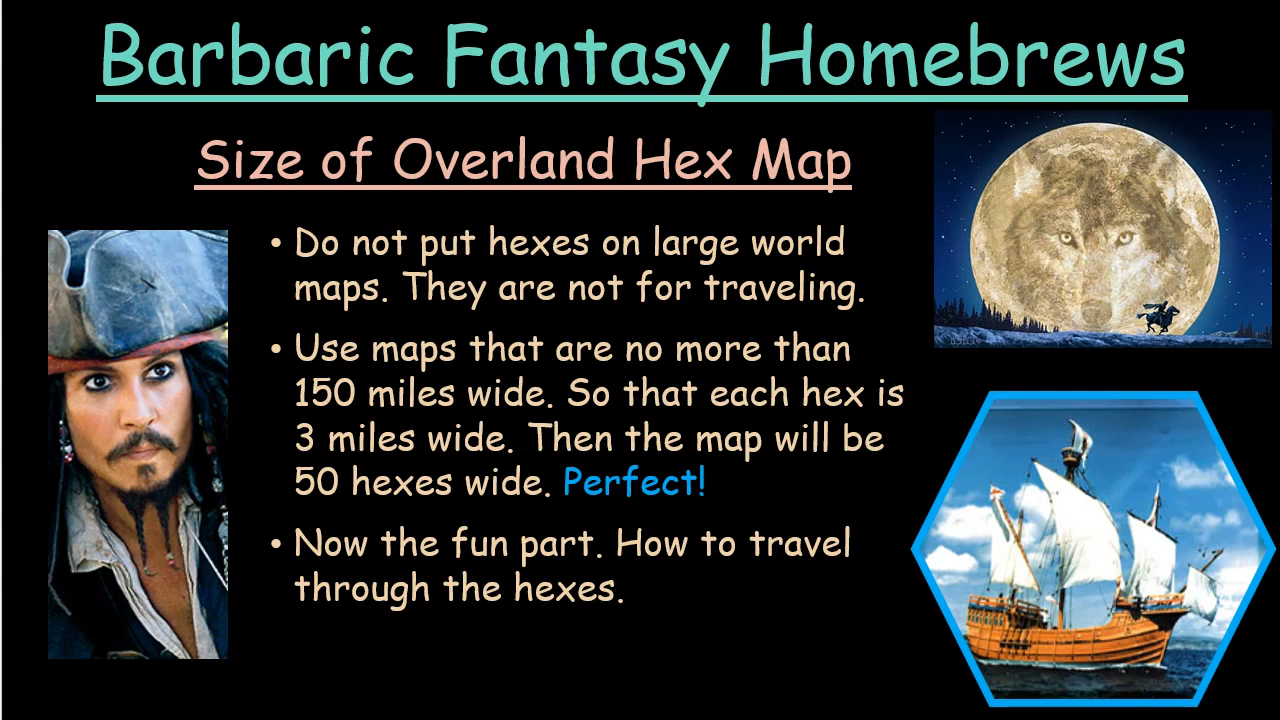 Barbaric Fantasy Homebrews
Size of Overland Hex Map
• Do not put hexes on large world
maps. They are not for traveling.
• Use maps that are no more than
150 miles wide. So that each hex is
3 miles wide. Then the map will be
50 hexes wide. Perfect!
• Now the fun part. How to travel
through the hexes.